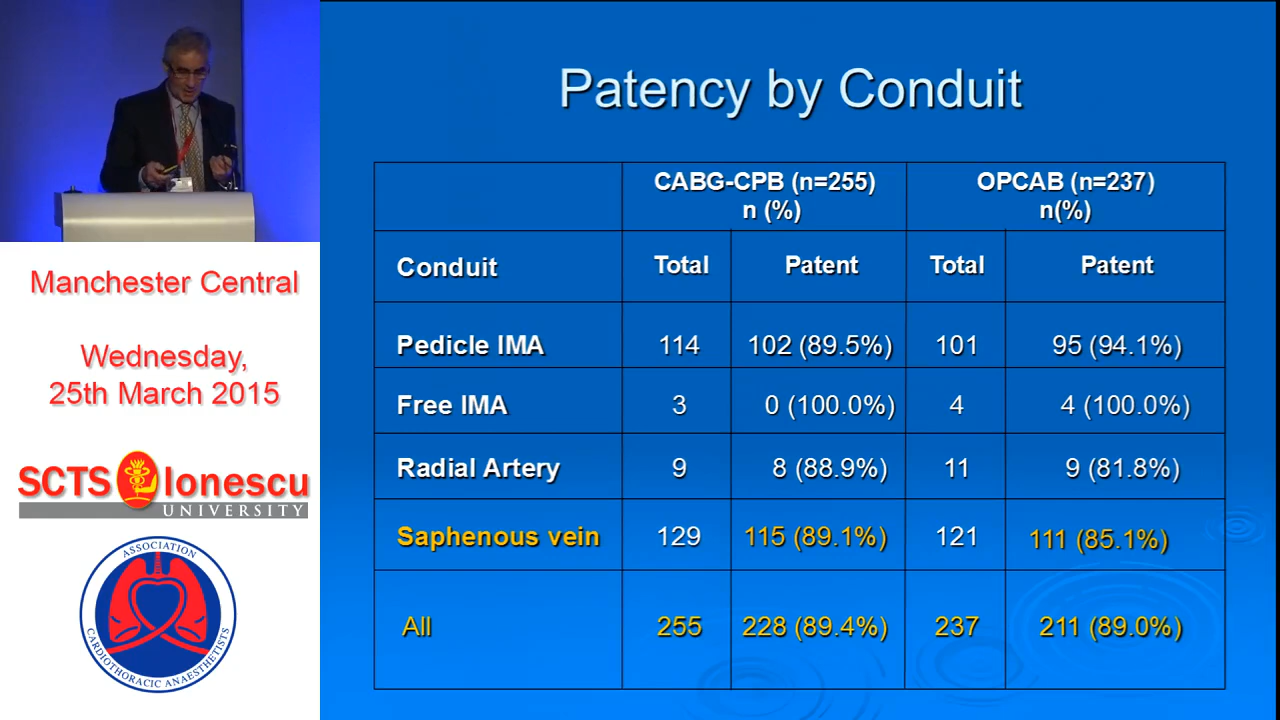 Patency by Conduit
CABG-CPB (n=255) OPCAB (n=237)
n (%) n(%)
Conduit Total Patent Total Patent
Pedicle IMA 114 102 (89.5%) 101 95 (94.1%)
Free IMA 3 0 (100.0%) 4 4 (100.0%)
Radial Artery 9 8 (88.9%) 11 9 (81.8%)
Saphenous vein 129 115 (89.1%) 121 111 (85.1%)
All 255 228 (89.4%) 237 211 (89.0%)
Manchester Central
Wednesday,
25th March 2015
SCTS Ionescu
UNIVERSITY
ASSOCIATION
CARDIOTHORACIC ANAESTHETISTS